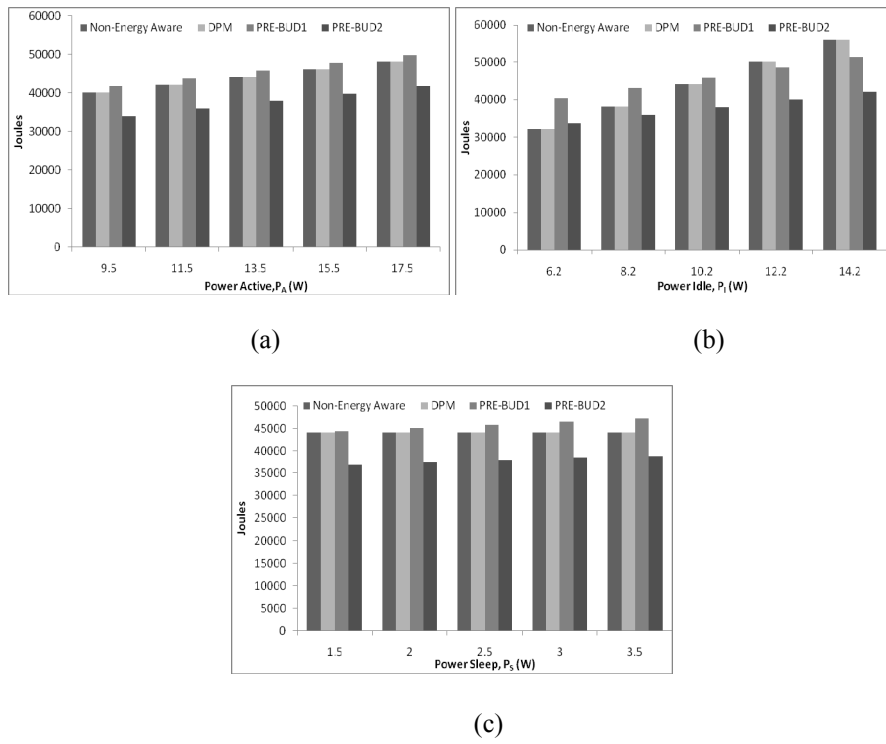 Non-Energy Aware DPM PRE-BUD1 PRE-BUD2
60000
50000
40000
30000
20000
10000
0
Joules
9.5 11.5 13.5 15.5 17.5
Power Active,P_A (W)
(a)
Non-Energy Aware DPM PRE-BUD1 PRE-BUD2
60000
50000
40000
30000
20000
10000
0
Joules
6.2 8.2 10.2 12.2 14.2
Power Idle, P_I (W)
(b)
Non-Energy Aware DPM PRE-BUD1 PRE-BUD2
50000
45000
40000
35000
30000
25000
20000
15000
10000
5000
0
Joules
1.5 2 2.5 3 3.5
Power Sleep, P_S (W)
(c)